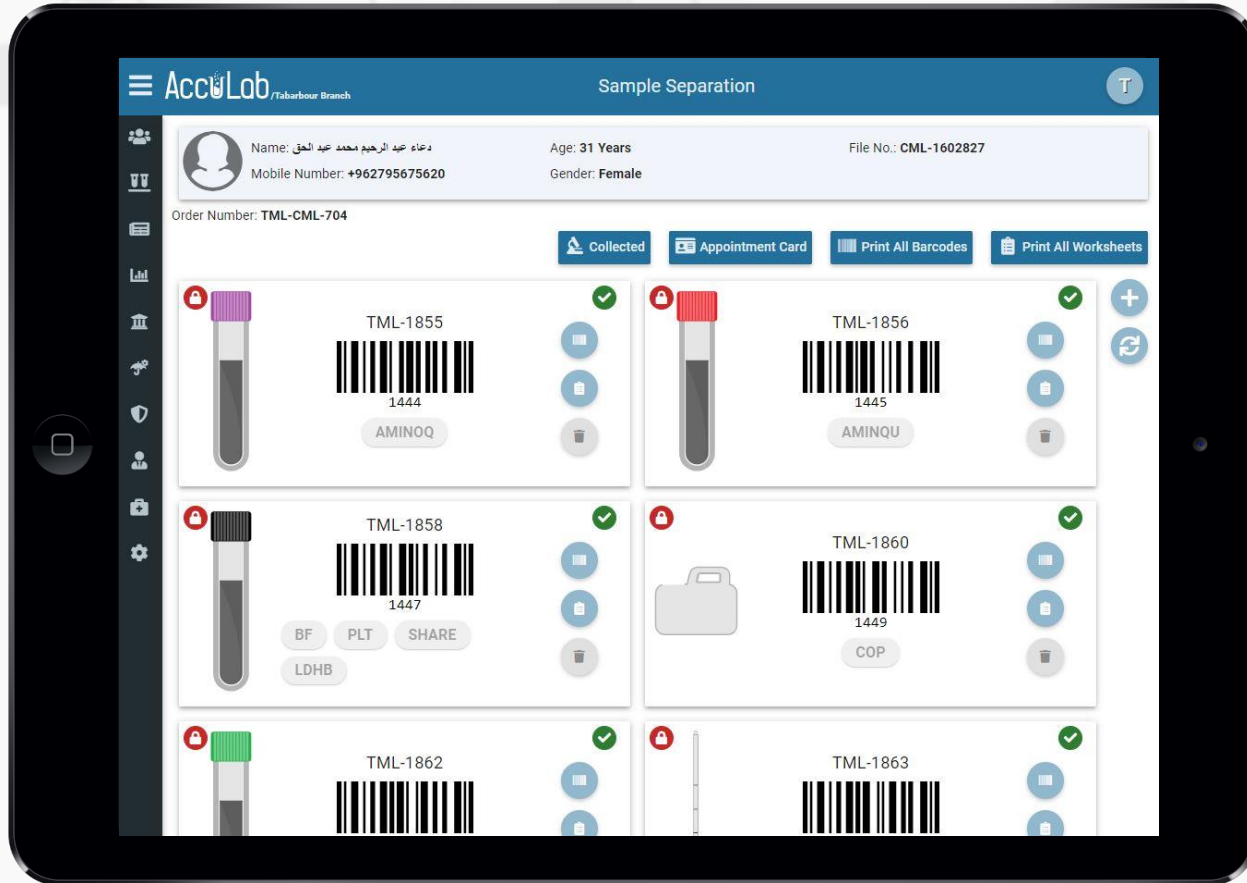 AccuLab /Tabarbour Branch
Sample Separation
T
Name: دعاء عبد الرحيم محمد عبد الحق
Age: 31 Years
File No.: CML-1602827
Mobile Number: +962795675620
Gender: Female
Order Number: TML-CML-704
Collected
Appointment Card
Print All Barcodes
Print All Worksheets
TML-1855
1444
AMINOQ
TML-1856
1445
AMINQU
TML-1858
1447
BF PLT SHARE
LDHB
TML-1860
1449
COP
TML-1862
TML-1863